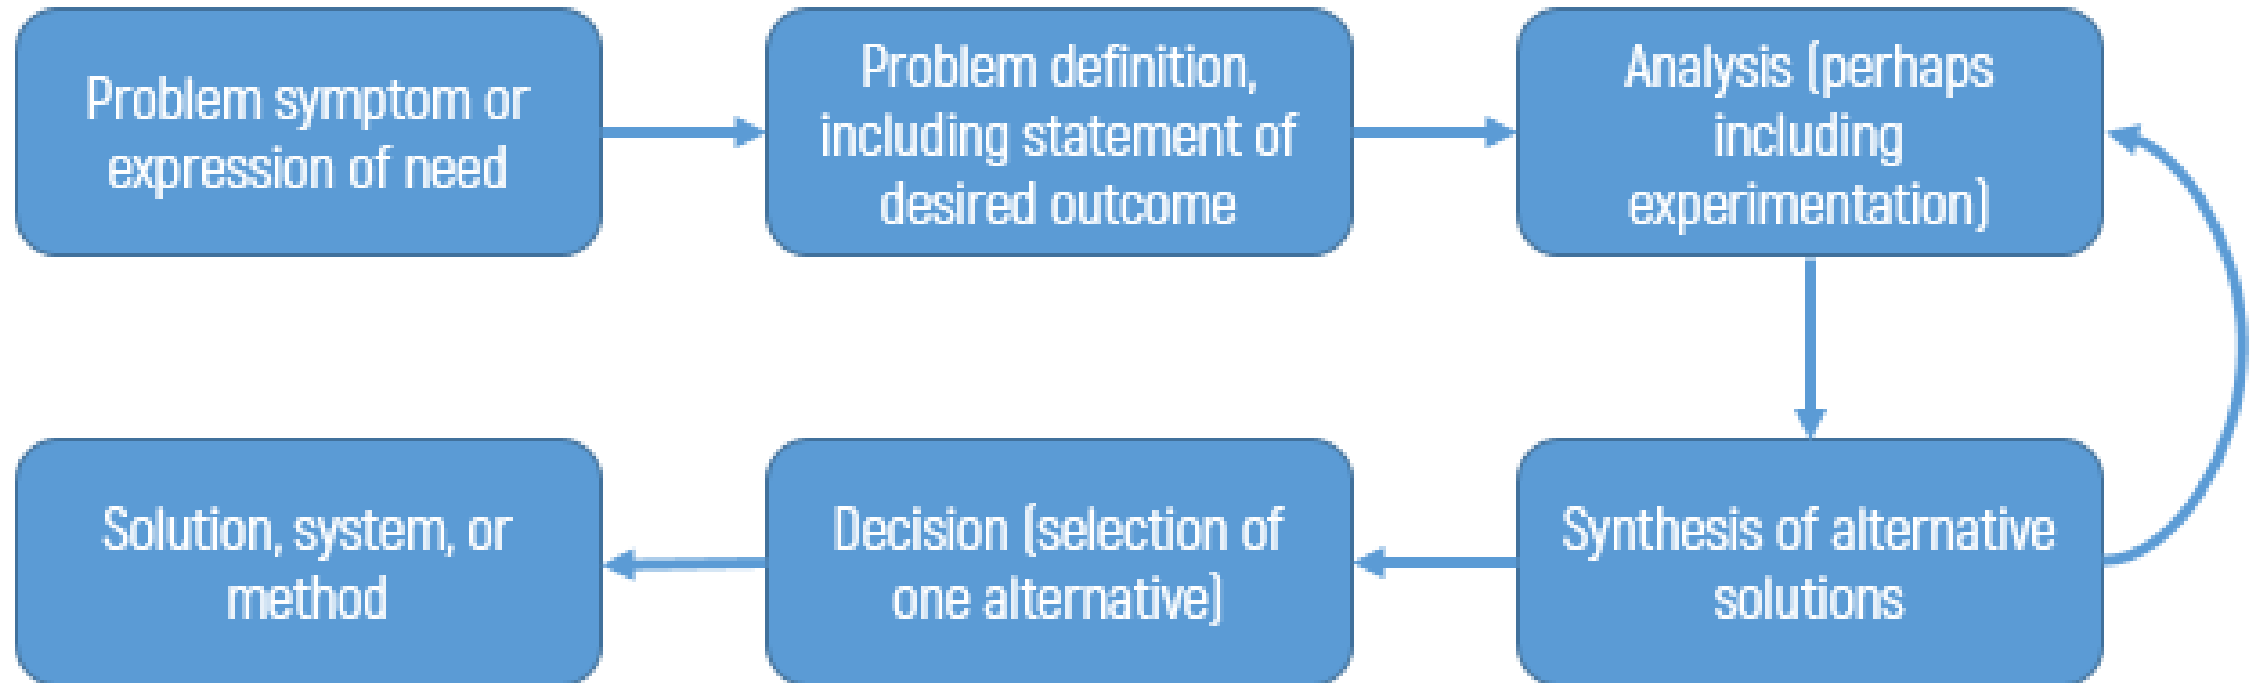 Problem symptom or
expression of need
Problem definition,
including statement of
desired outcome
Analysis (perhaps
including
experimentation)
Synthesis of alternative
solutions
Decision (selection of
one alternative)
Solution, system, or
method